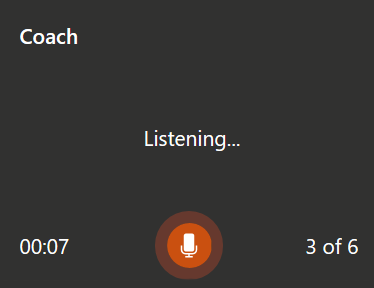 Coach
Listening...
00:07
3 of 6